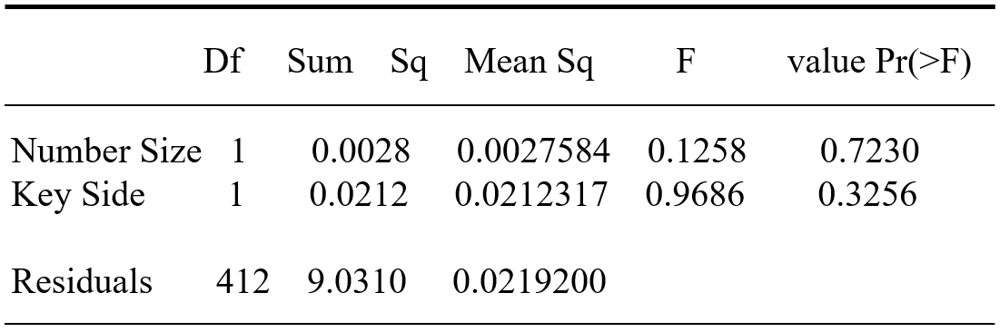 Df Sum Sq Mean Sq F value Pr(>F)
Number Size 1 0.0028 0.0027584 0.1258 0.7230
Key Side 1 0.0212 0.0212317 0.9686 0.3256
Residuals 412 9.0310 0.0219200